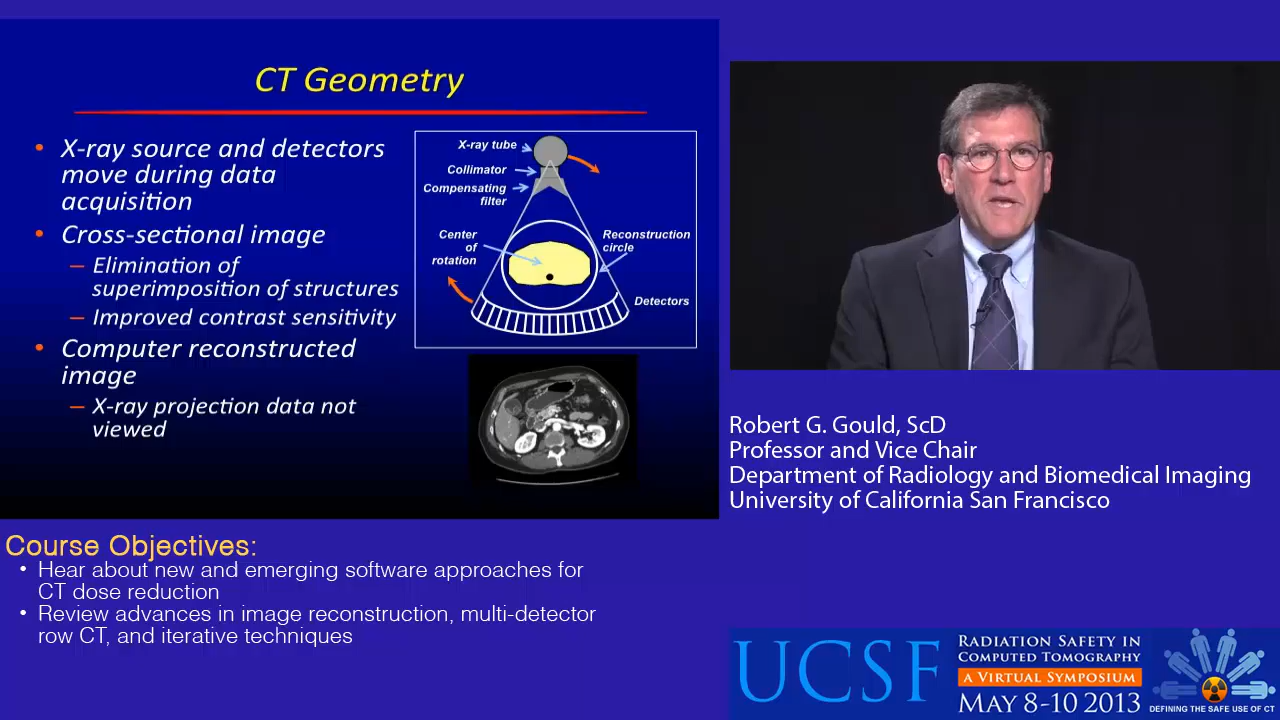 CT Geometry
• X-ray source and detectors
move during data
acquisition
• Cross-sectional image
– Elimination of
superimposition of structures
– Improved contrast sensitivity
• Computer reconstructed
image
– X-ray projection data not
viewed
X-ray tube
Collimator
Compensating
filter
Center
of
rotation
Reconstruction
circle
Detectors
Robert G. Gould, ScD
Professor and Vice Chair
Department of Radiology and Biomedical Imaging
University of California San Francisco
Course Objectives:
• Hear about new and emerging software approaches for
CT dose reduction
• Review advances in image reconstruction, multi-detector
row CT, and iterative techniques
UCSF
RADIATION SAFETY IN
COMPUTED TOMOGRAPHY
A VIRTUAL SYMPOSIUM
MAY 8-10 2013
DEFINING THE SAFE USE OF CT